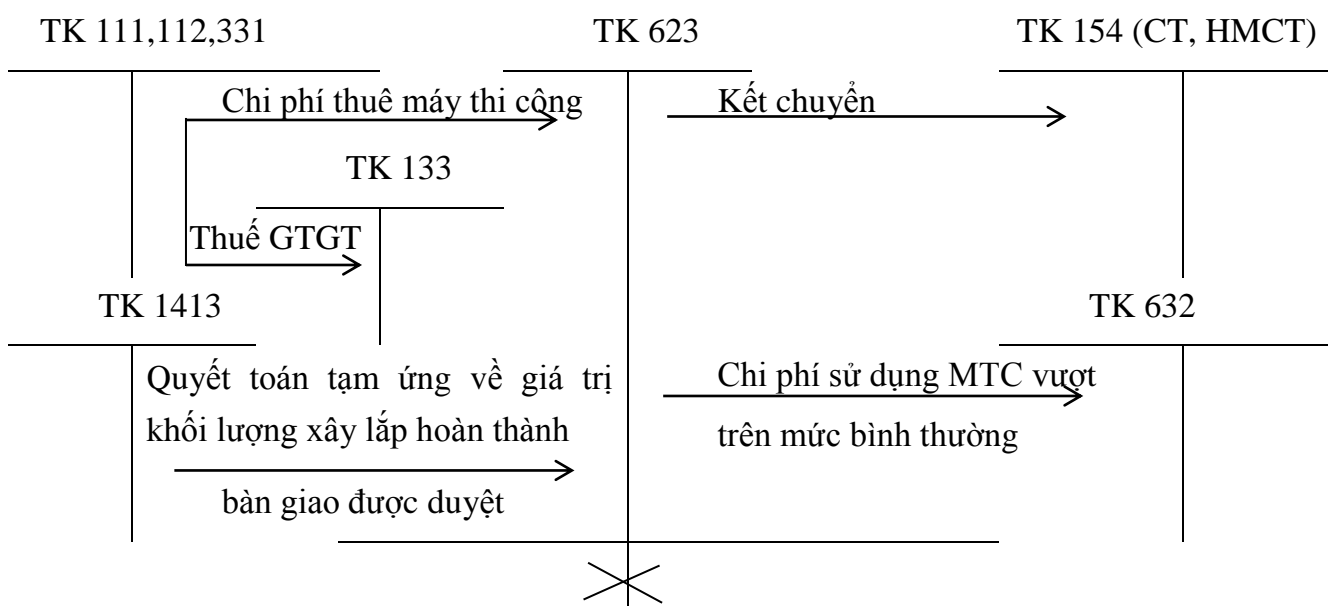 TK 111,112,331
TK 623
TK 154 (CT, HMCT)
Chi phí thuê máy thi công
Kết chuyển
TK 133
Thuế GTGT
TK 1413
TK 632
Quyết toán tạm ứng về giá trị
khối lượng xây lắp hoàn thành
bàn giao được duyệt
Chi phí sử dụng MTC vượt
trên mức bình thường